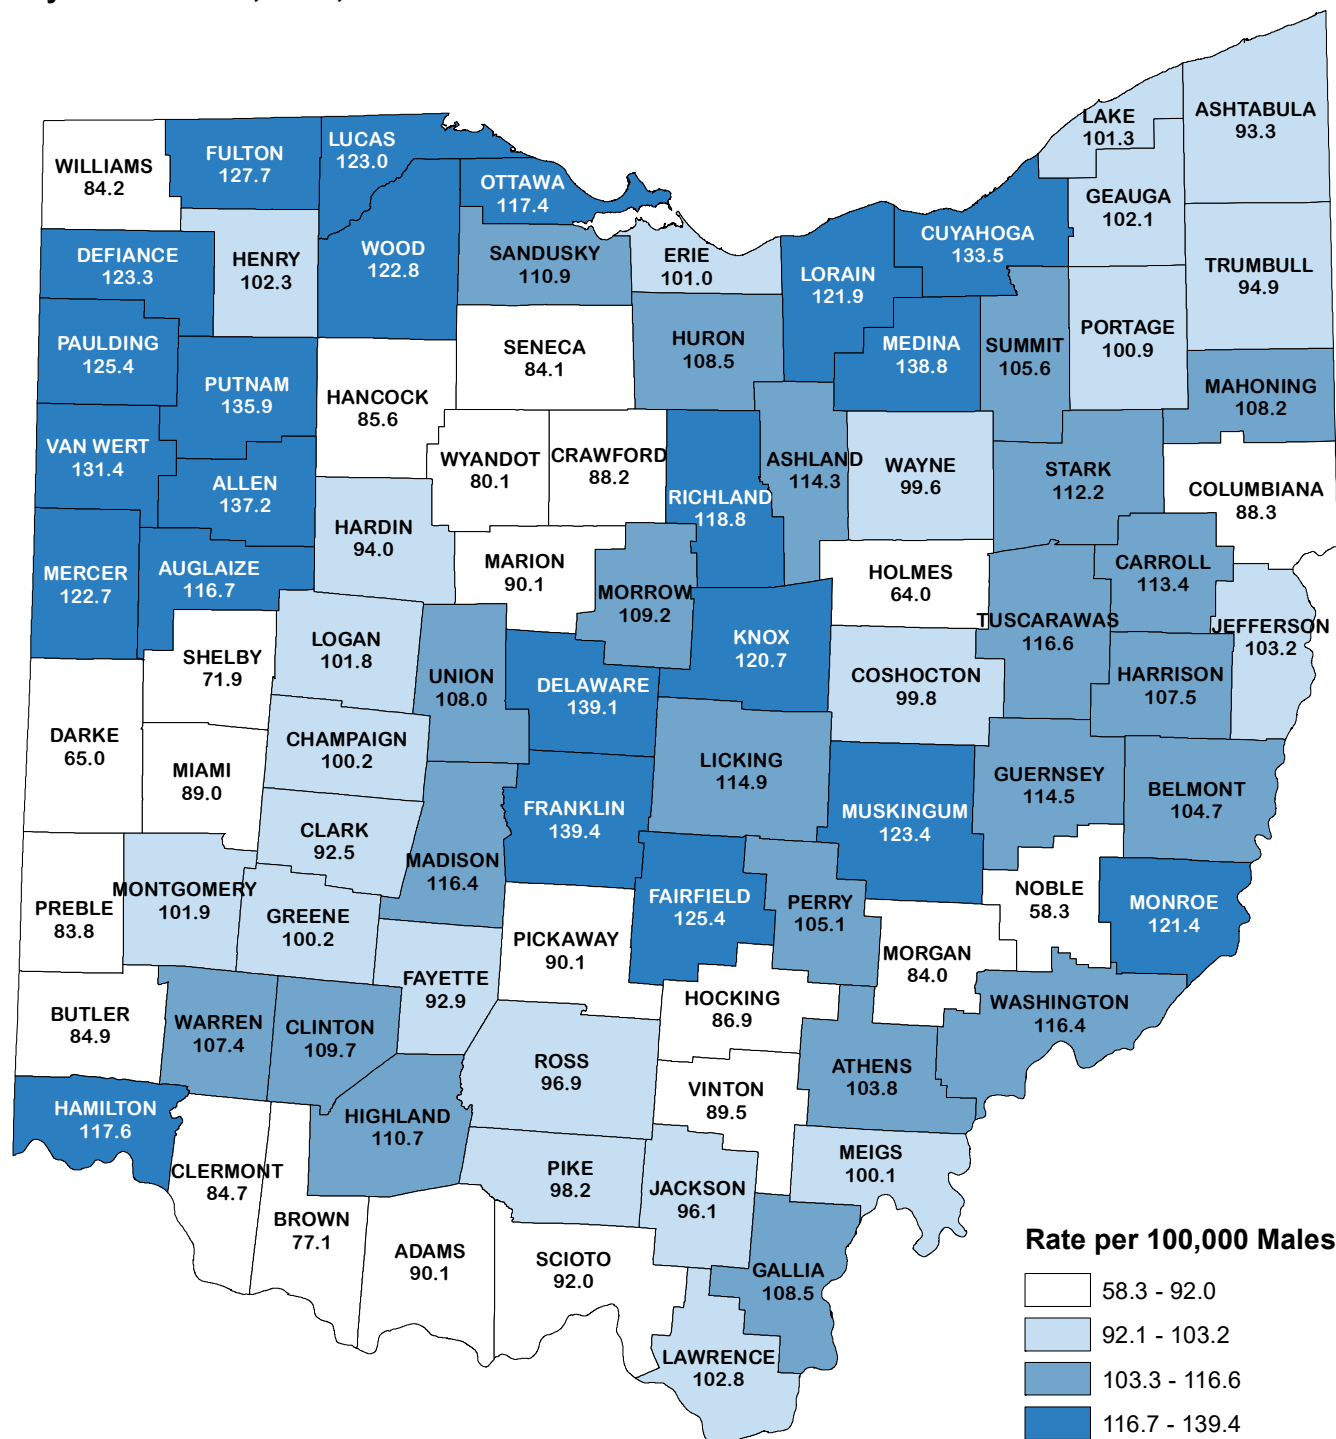 LAKE
101.3
ASHTABULA
93.3
WILLIAMS
84.2
FULTON
127.7
LUCAS
123.0
OTTAWA
117.4
GEAUGA
102.1
DEFIANCE
123.3
HENRY
102.3
WOOD
122.8
SANDUSKY
110.9
ERIE
101.0
LORAIN
121.9
CUYAHOGA
133.5
TRUMBULL
94.9
PAULDING
125.4
PUTNAM
135.9
HANCOCK
85.6
SENECA
84.1
HURON
108.5
MEDINA
138.8
SUMMIT
105.6
PORTAGE
100.9
MAHONING
108.2
VAN WERT
131.4
ALLEN
137.2
WYANDOT
80.1
CRAWFORD
88.2
RICHLAND
118.8
ASHLAND
114.3
WAYNE
99.6
STARK
112.2
COLUMBIANA
88.3
MERCER
122.7
AUGLAIZE
116.7
HARDIN
94.0
MARION
90.1
MORROW
109.2
HOLMES
64.0
TUSCARAWAS
116.6
CARROLL
113.4
JEFFERSON
103.2
SHELBY
71.9
LOGAN
101.8
UNION
108.0
DELAWARE
139.1
KNOX
120.7
COSHOCTON
99.8
HARRISON
107.5
DARKE
65.0
MIAMI
89.0
CHAMPAIGN
100.2
LICKING
114.9
MUSKINGUM
123.4
GUERNSEY
114.5
BELMONT
104.7
CLARK
92.5
MADISON
116.4
FRANKLIN
139.4
PREBLE
83.8
MONTGOMERY
101.9
GREENE
100.2
FAIRFIELD
125.4
PERRY
105.1
NOBLE
58.3
MONROE
121.4
PICKAWAY
90.1
MORGAN
84.0
FAYETTE
92.9
HOCKING
86.9
WASHINGTON
116.4
BUTLER
84.9
WARREN
107.4
CLINTON
109.7
ROSS
96.9
ATHENS
103.8
VINTON
89.5
HAMILTON
117.6
HIGHLAND
110.7
CLERMONT
84.7
PIKE
98.2
JACKSON
96.1
MEIGS
100.1
BROWN
77.1
ADAMS
90.1
SCIOTO
92.0
GALLIA
108.5
LAWRENCE
102.8
Rate per 100,000 Males
58.3 - 92.0
92.1 - 103.2
103.3 - 116.6
116.7 - 139.4